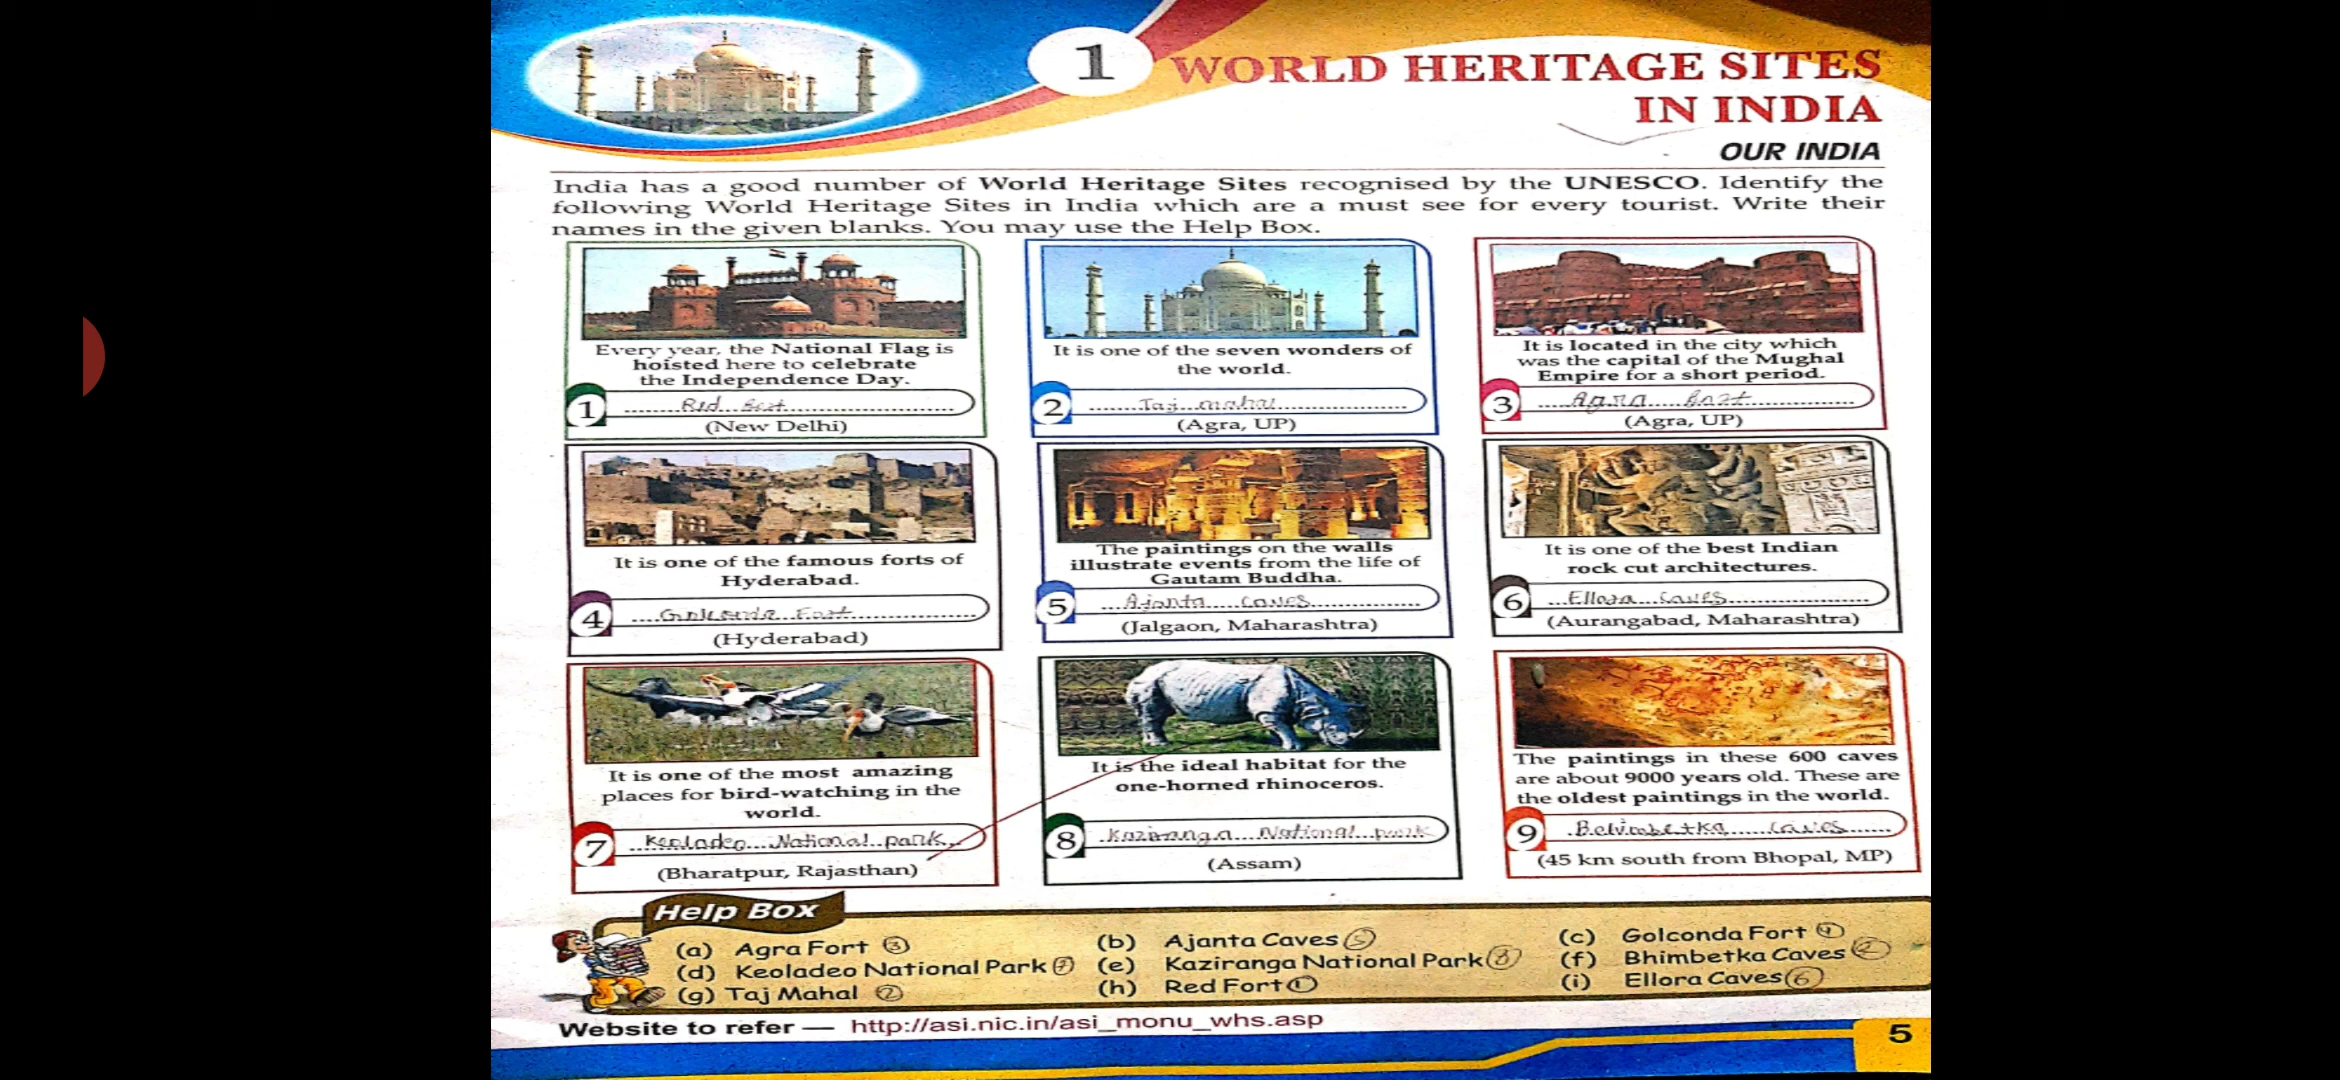 1
WORLD HERITAGE SITES
IN INDIA
OUR INDIA
India has a good number of World Heritage Sites recognised by the UNESCO. Identify the
following World Heritage Sites in India which are a must see for every tourist. Write their
names in the given blanks. You may use the Help Box.
Every year, the National Flag is
hoisted here to celebrate
the Independence Day.
1 Red
(New Delhi)
It is one of the seven wonders of
the world.
2 Taj mahal
(Agra, UP)
It is located in the city which
was the capital of the Mughal
Empire for a short period.
3 Agra
(Agra, UP)
It is one of the famous forts of
Hyderabad.
4 Fort
(Hyderabad)
The paintings on the walls
illustrate events from the life of
Gautam Buddha.
5 Ajanta caves
(Jalgaon, Maharashtra)
It is one of the best Indian
rock cut architectures.
6 Ellora caves
(Aurangabad, Maharashtra)
It is one of the most amazing
places for bird-watching in the
world.
7 Keoladeo National park
(Bharatpur, Rajasthan)
It is the ideal habitat for the
one-horned rhinoceros.
8 Kaziranga National park
(Assam)
The paintings in these 600 caves
are about 9000 years old. These are
the oldest paintings in the world.
9 caves
(45 km south from Bhopal, MP)
Help Box
(a) Agra Fort 3 (b) Ajanta Caves 5 (c) Golconda Fort 4
(d) Keoladeo National Park 7 (e) Kaziranga National Park 8 (f) Bhimbetka Caves
(g) Taj Mahal 2 (h) Red Fort 1 (i) Ellora Caves 6
Website to refer — http://asi.nic.in/asi_monu_whs.asp
5